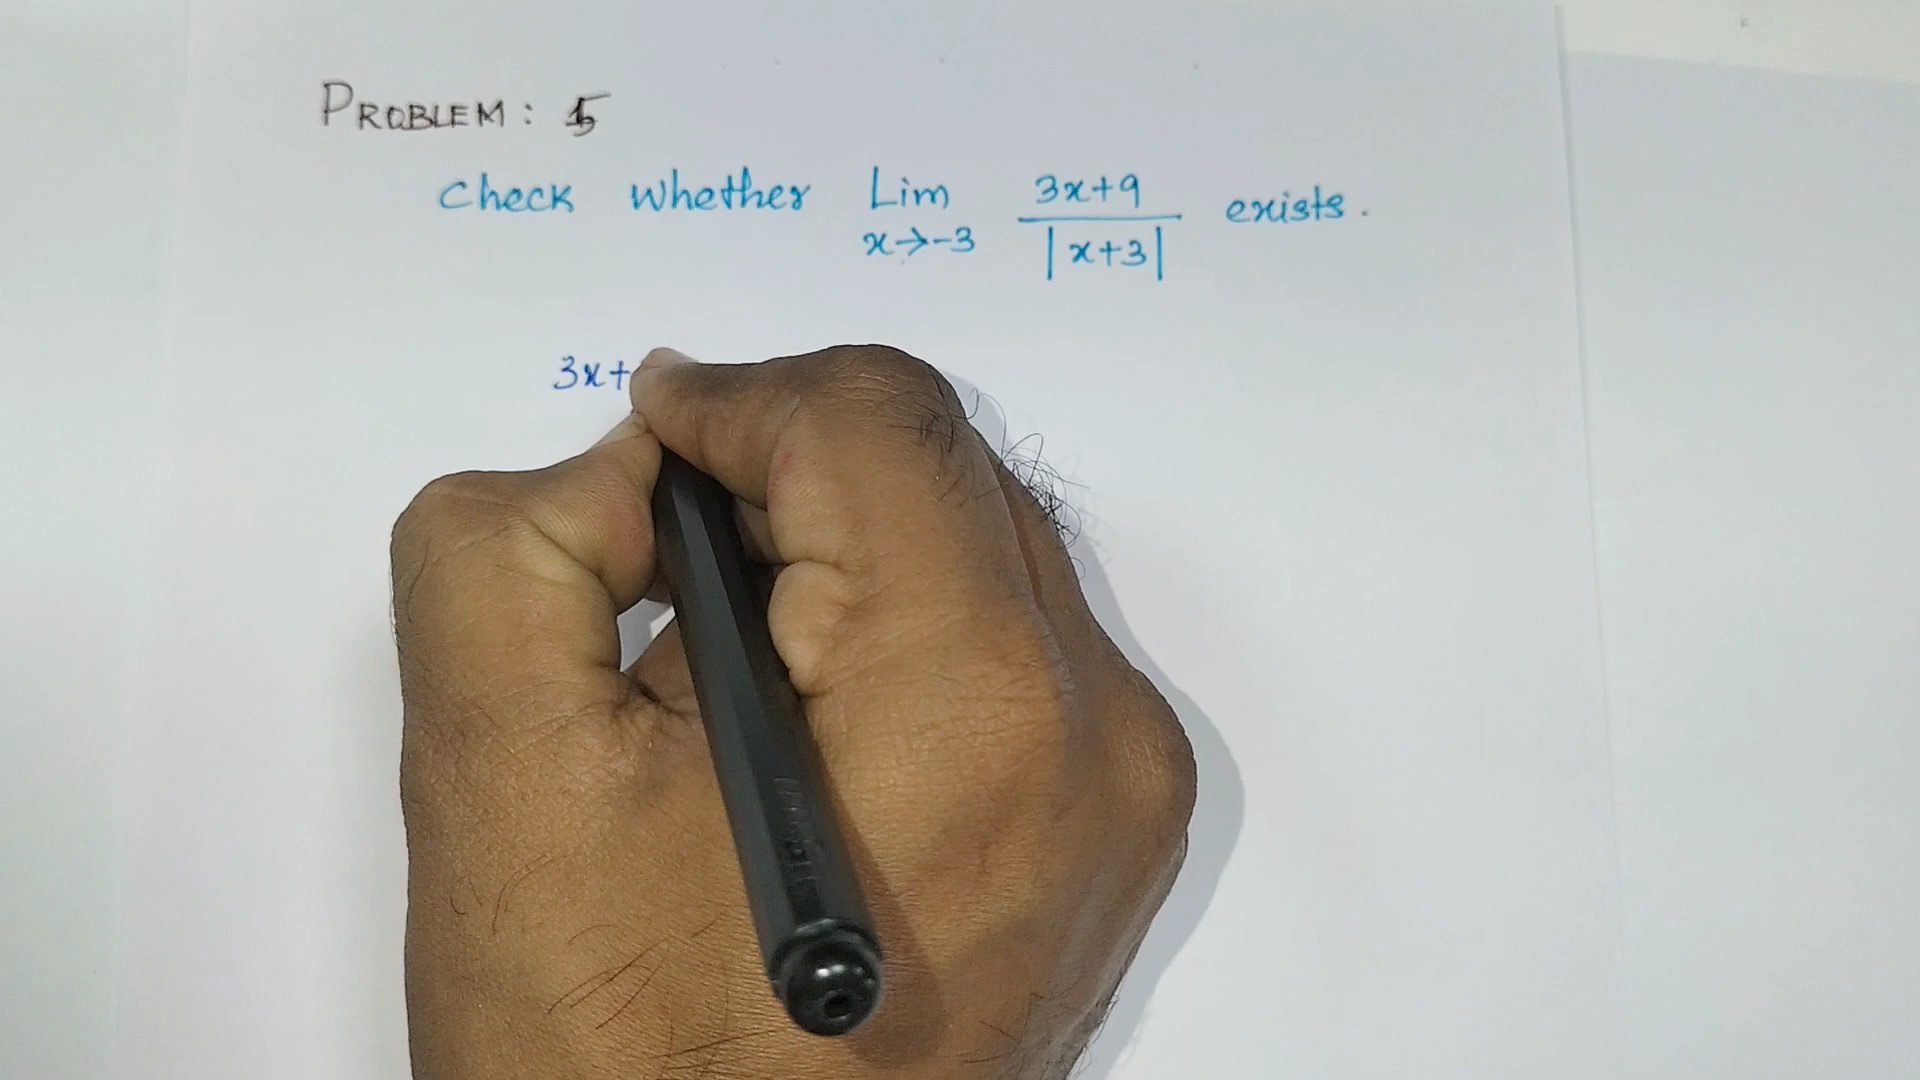 PROBLEM: 5
Check whether Lim 3x+9 exists.
x→-3 |x+3|
3x+